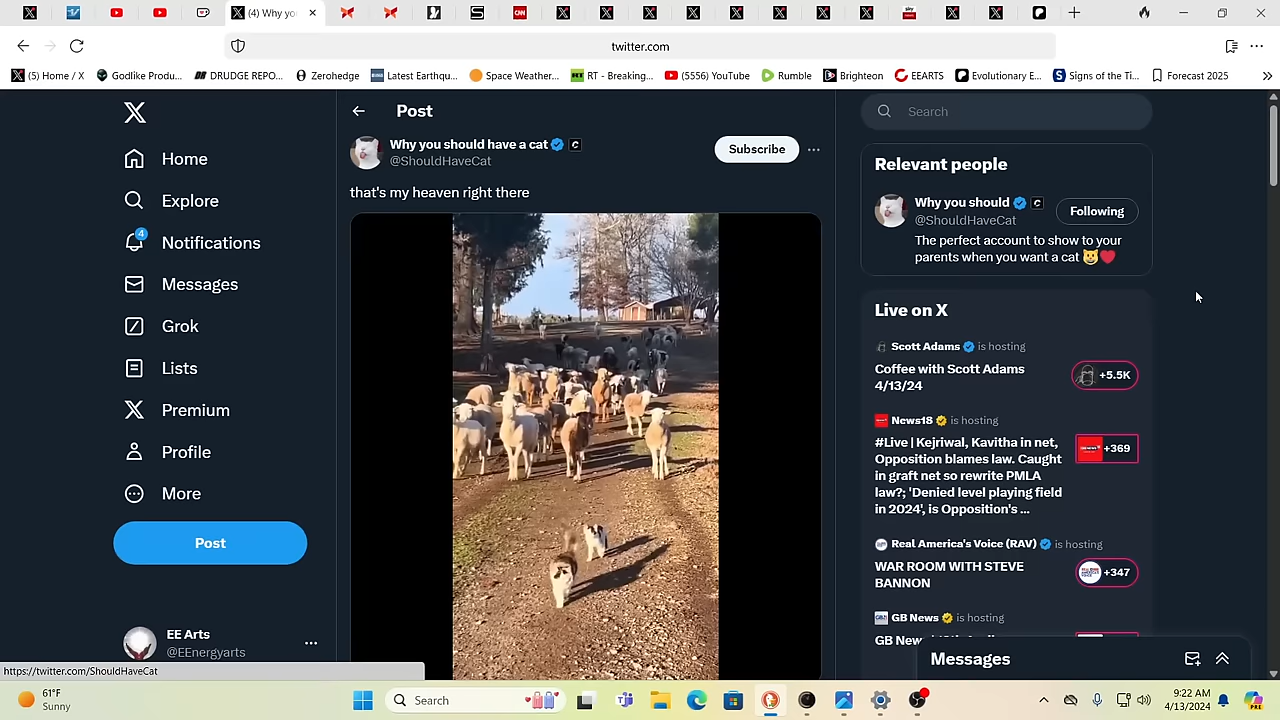 (4) Why yo
CNN
sky
twitter.com
(5) Home / X
Godlike Produ...
DRUDGE REPO...
Zerohedge
Latest Earthqu...
Space Weather...
RT - Breaking...
(5556) YouTube
Rumble
Brighteon
EEARTS
Evolutionary E...
Signs of the Ti...
Forecast 2025
Home
Explore
4
Notifications
Messages
Grok
Lists
Premium
Profile
More
Post
EE Arts
@EEnergyarts
https://twitter.com/ShouldHaveCat
Post
Why you should have a cat
@ShouldHaveCat
Subscribe
that's my heaven right there
Search
Relevant people
Why you should
@ShouldHaveCat
Following
The perfect account to show to your
parents when you want a cat 😺❤️
Live on X
Scott Adams is hosting
Coffee with Scott Adams
4/13/24
+5.5K
News18 is hosting
#Live | Kejriwal, Kavitha in net,
Opposition blames law. Caught
in graft net so rewrite PMLA
law?; 'Denied level playing field
in 2024', is Opposition's ...
+369
Real America's Voice (RAV) is hosting
WAR ROOM WITH STEVE
BANNON
+347
GB News is hosting
GB News
Messages
61°F
Sunny
Search
9:22 AM
4/13/2024